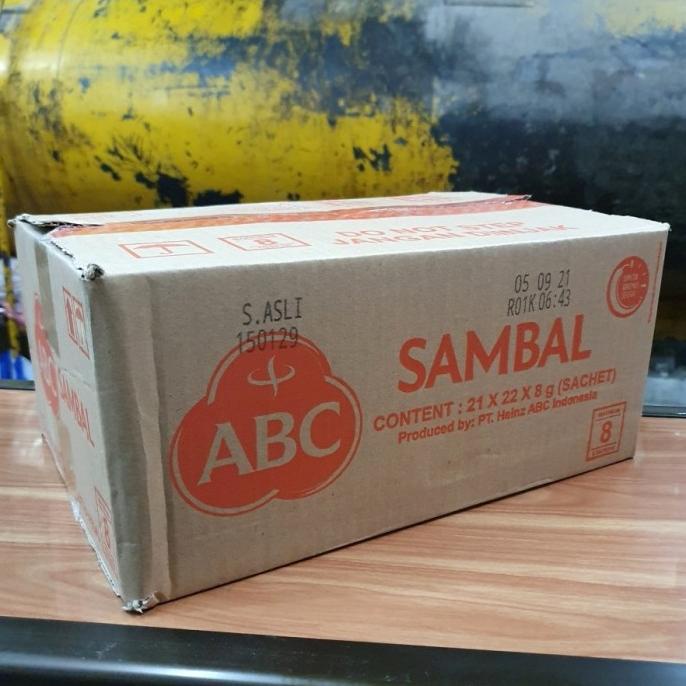 8
DO NOT STEP
JANGAN DIINJAK
S.ASLI
150129
05 09 21
R01K 06:43
ABC
SAMBAL
CONTENT : 21 X 22 X 8 g (SACHET)
Produced by: PT. Heinz ABC Indonesia
8
SAMBAL